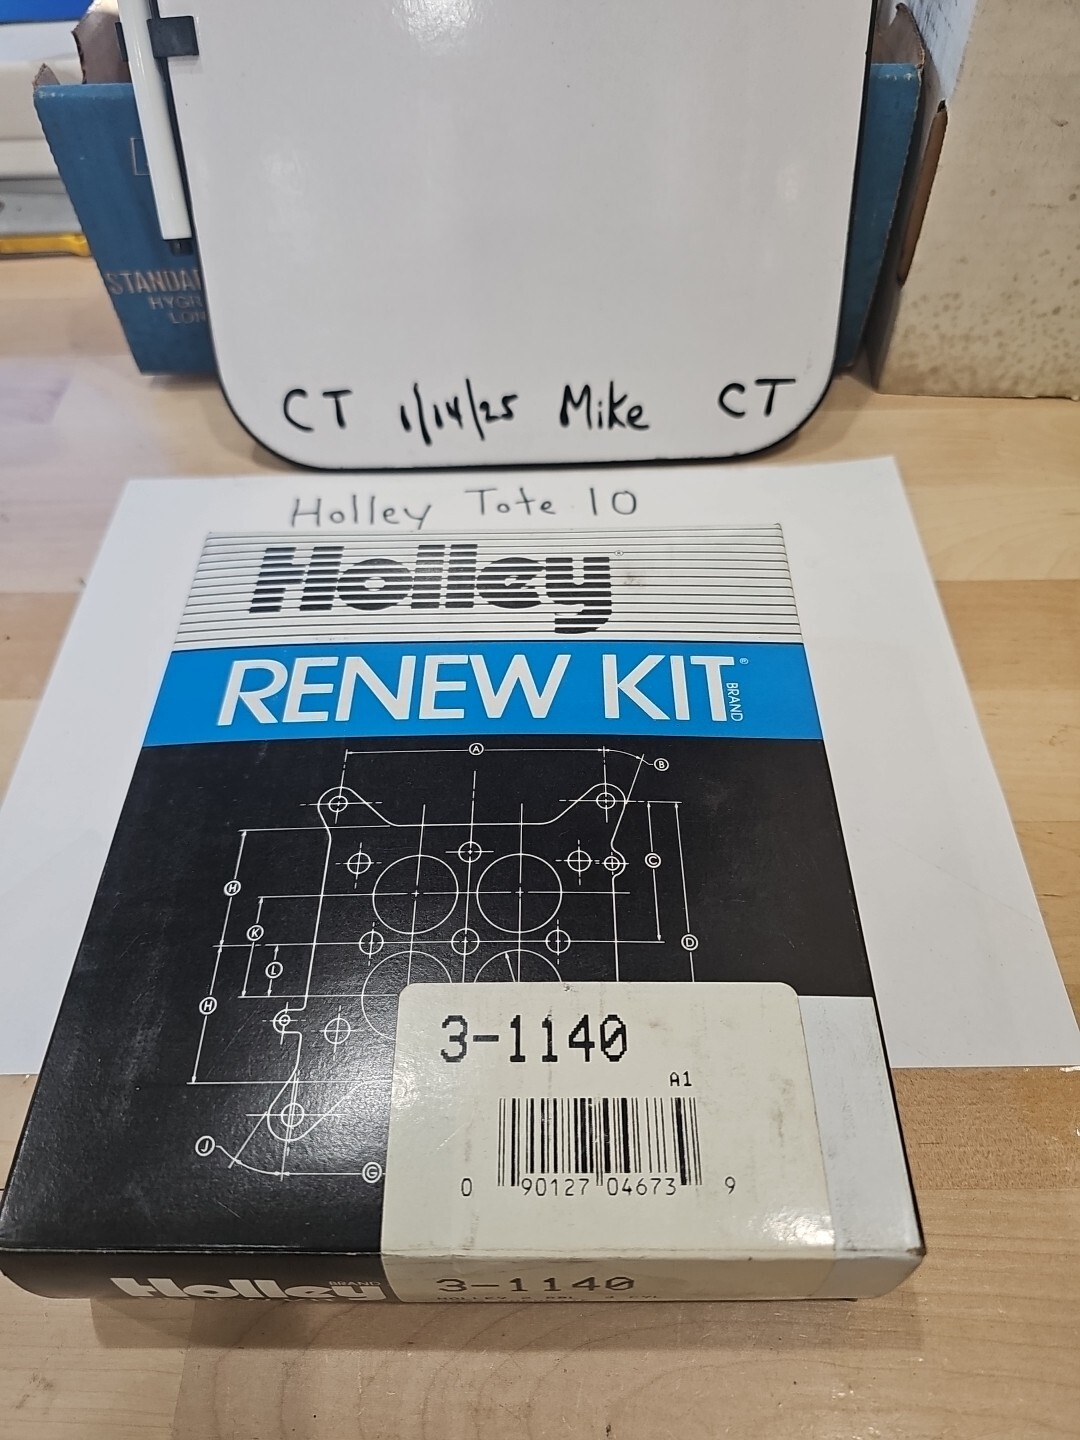 STANDA
HYGR
LON
CT 1/14/25 Mike CT
Holley Tote 10
Holley®
RENEW KIT®
BRAND
A
B
H
C
K
D
L
H
J
G
3-1140
A1
0 90127 04673 9
Holley
BRAND
3-1140